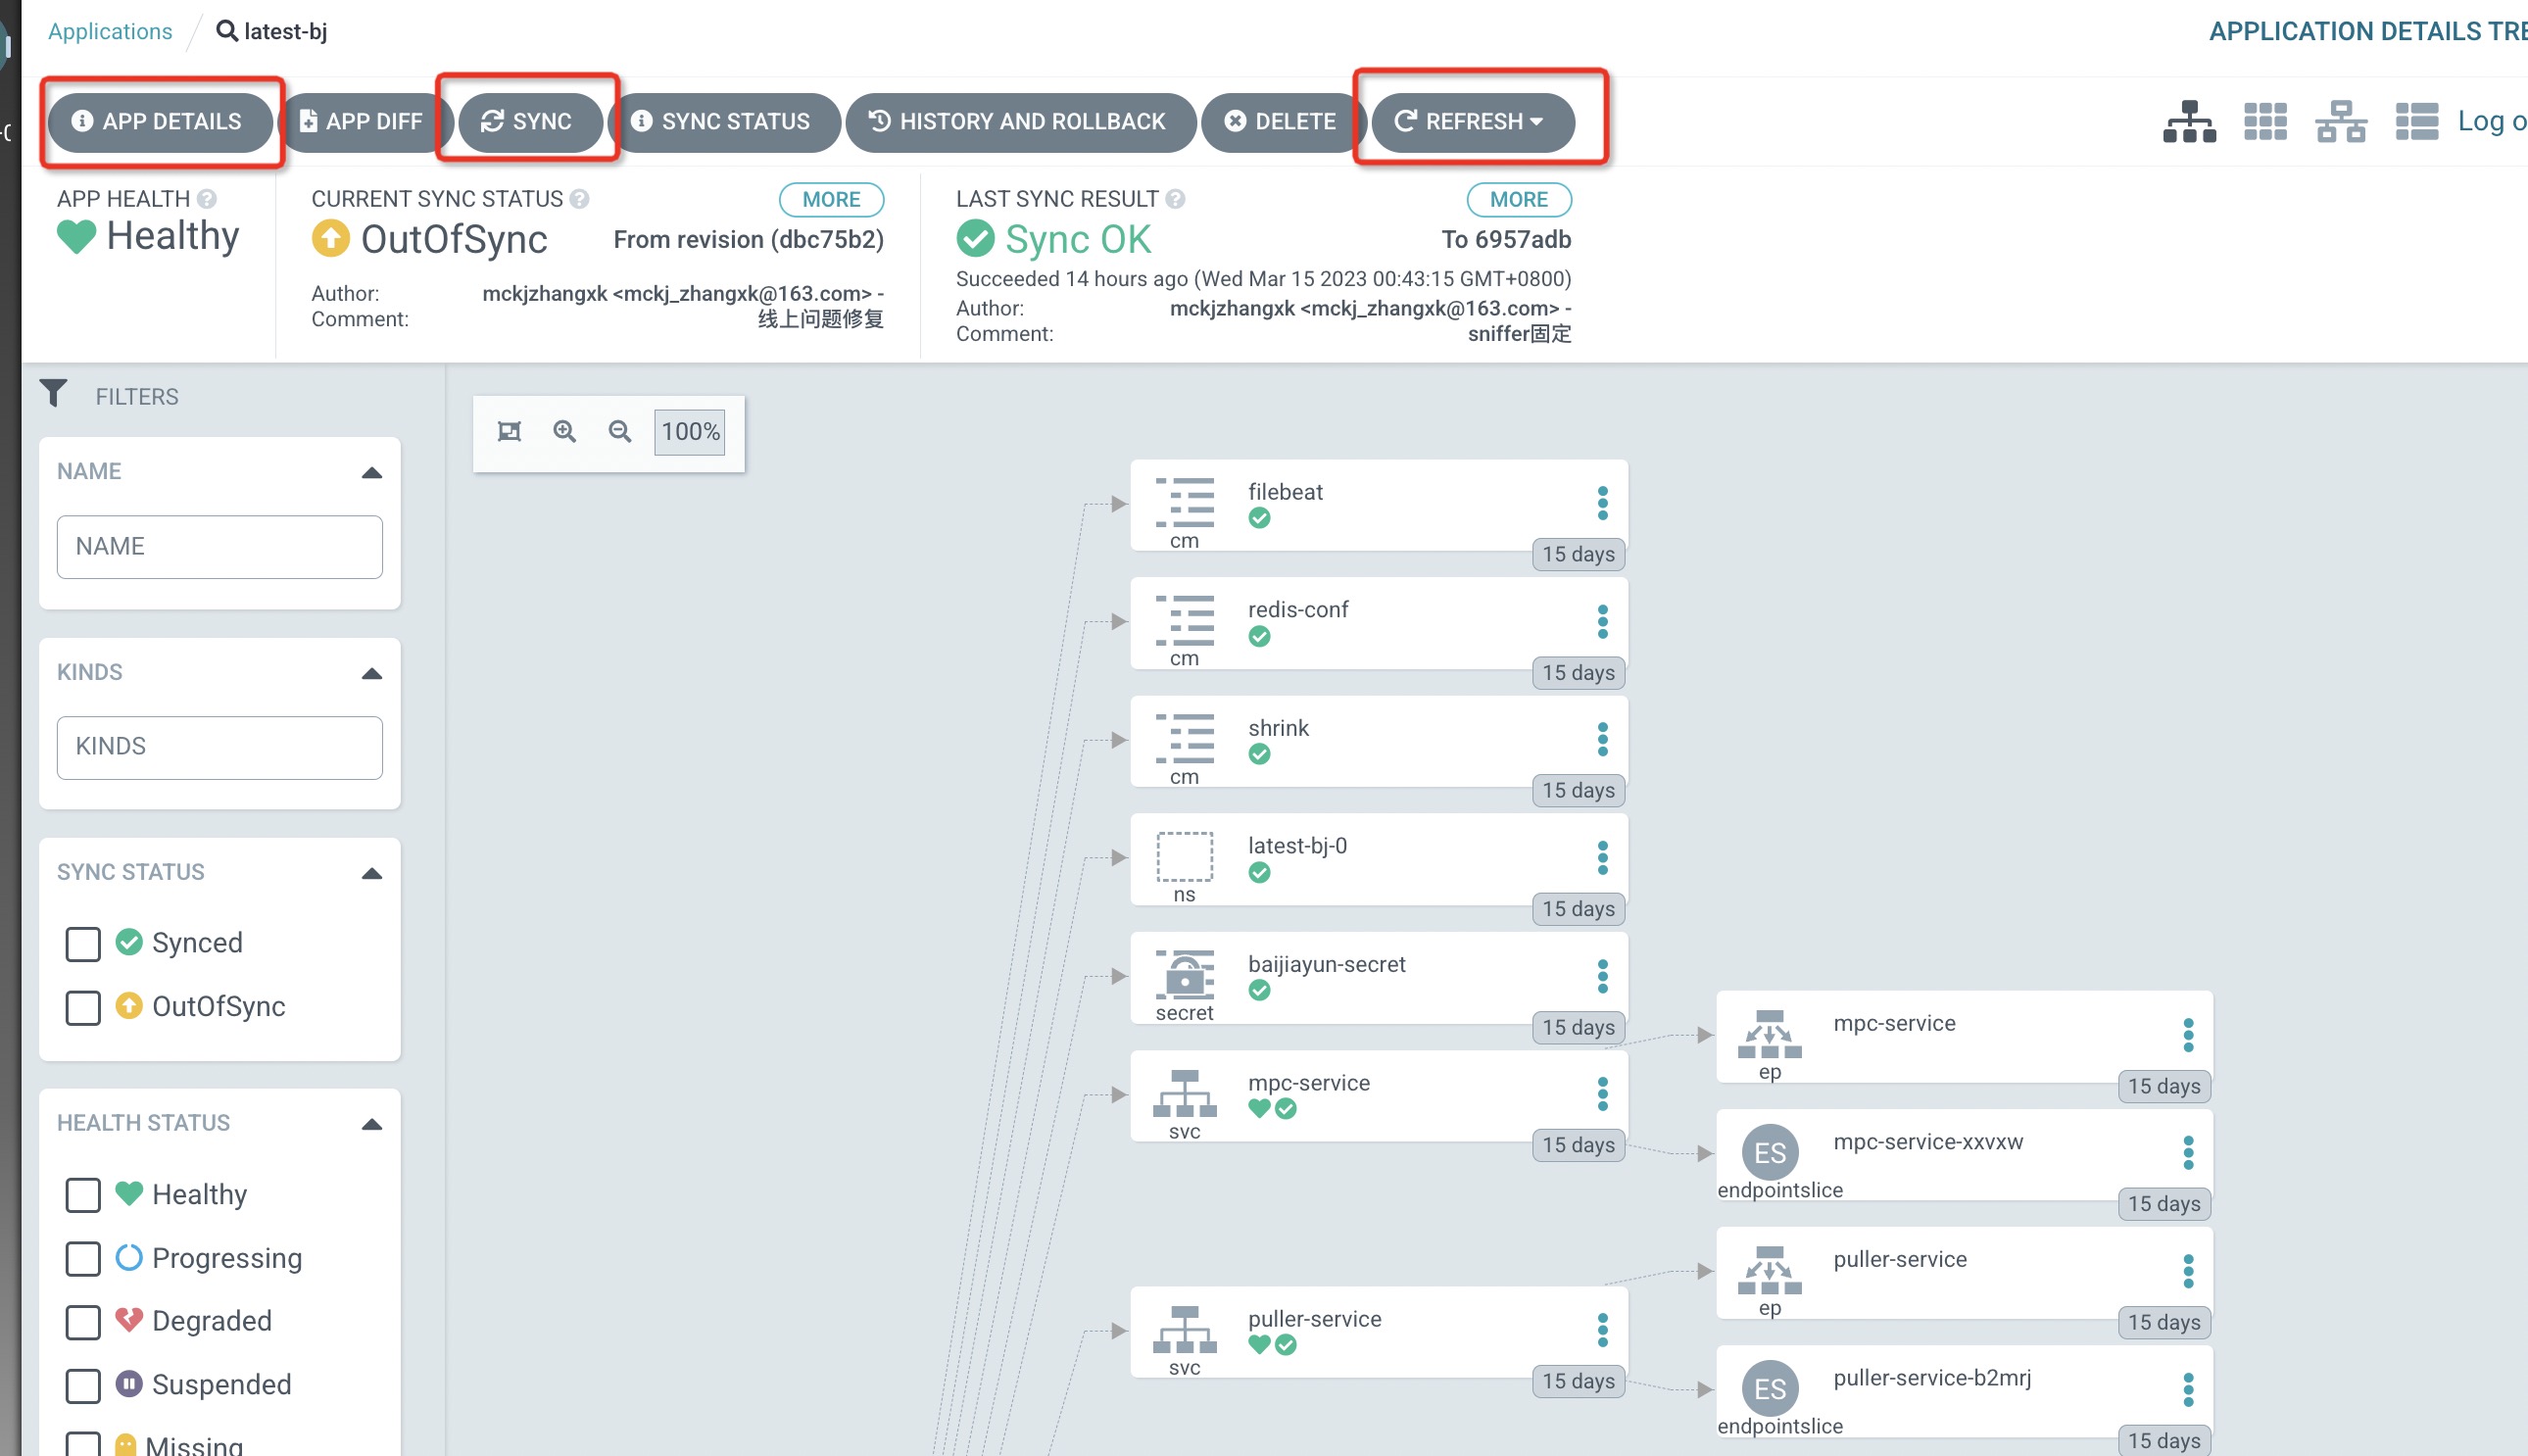 Applications / latest-bj
APPLICATION DETAILS TRE
APP DETAILS
APP DIFF
SYNC
SYNC STATUS
HISTORY AND ROLLBACK
DELETE
REFRESH
Log o
APP HEALTH
Healthy
CURRENT SYNC STATUS
MORE
OutOfSync
From revision (dbc75b2)
Author: mckjzhangxk <mckj_zhangxk@163.com> -
Comment: 线上问题修复
LAST SYNC RESULT
MORE
Sync OK
To 6957adb
Succeeded 14 hours ago (Wed Mar 15 2023 00:43:15 GMT+0800)
Author: mckjzhangxk <mckj_zhangxk@163.com> -
Comment: sniffer固定
FILTERS
NAME
NAME
KINDS
KINDS
SYNC STATUS
Synced
OutOfSync
HEALTH STATUS
Healthy
Progressing
Degraded
Suspended
Missing
100%
filebeat
cm
15 days
redis-conf
cm
15 days
shrink
cm
15 days
latest-bj-0
ns
15 days
baijiayun-secret
secret
15 days
mpc-service
svc
15 days
puller-service
svc
15 days
mpc-service
ep
15 days
ES
mpc-service-xxvxw
endpointslice
15 days
puller-service
ep
15 days
ES
puller-service-b2mrj
endpointslice
15 days